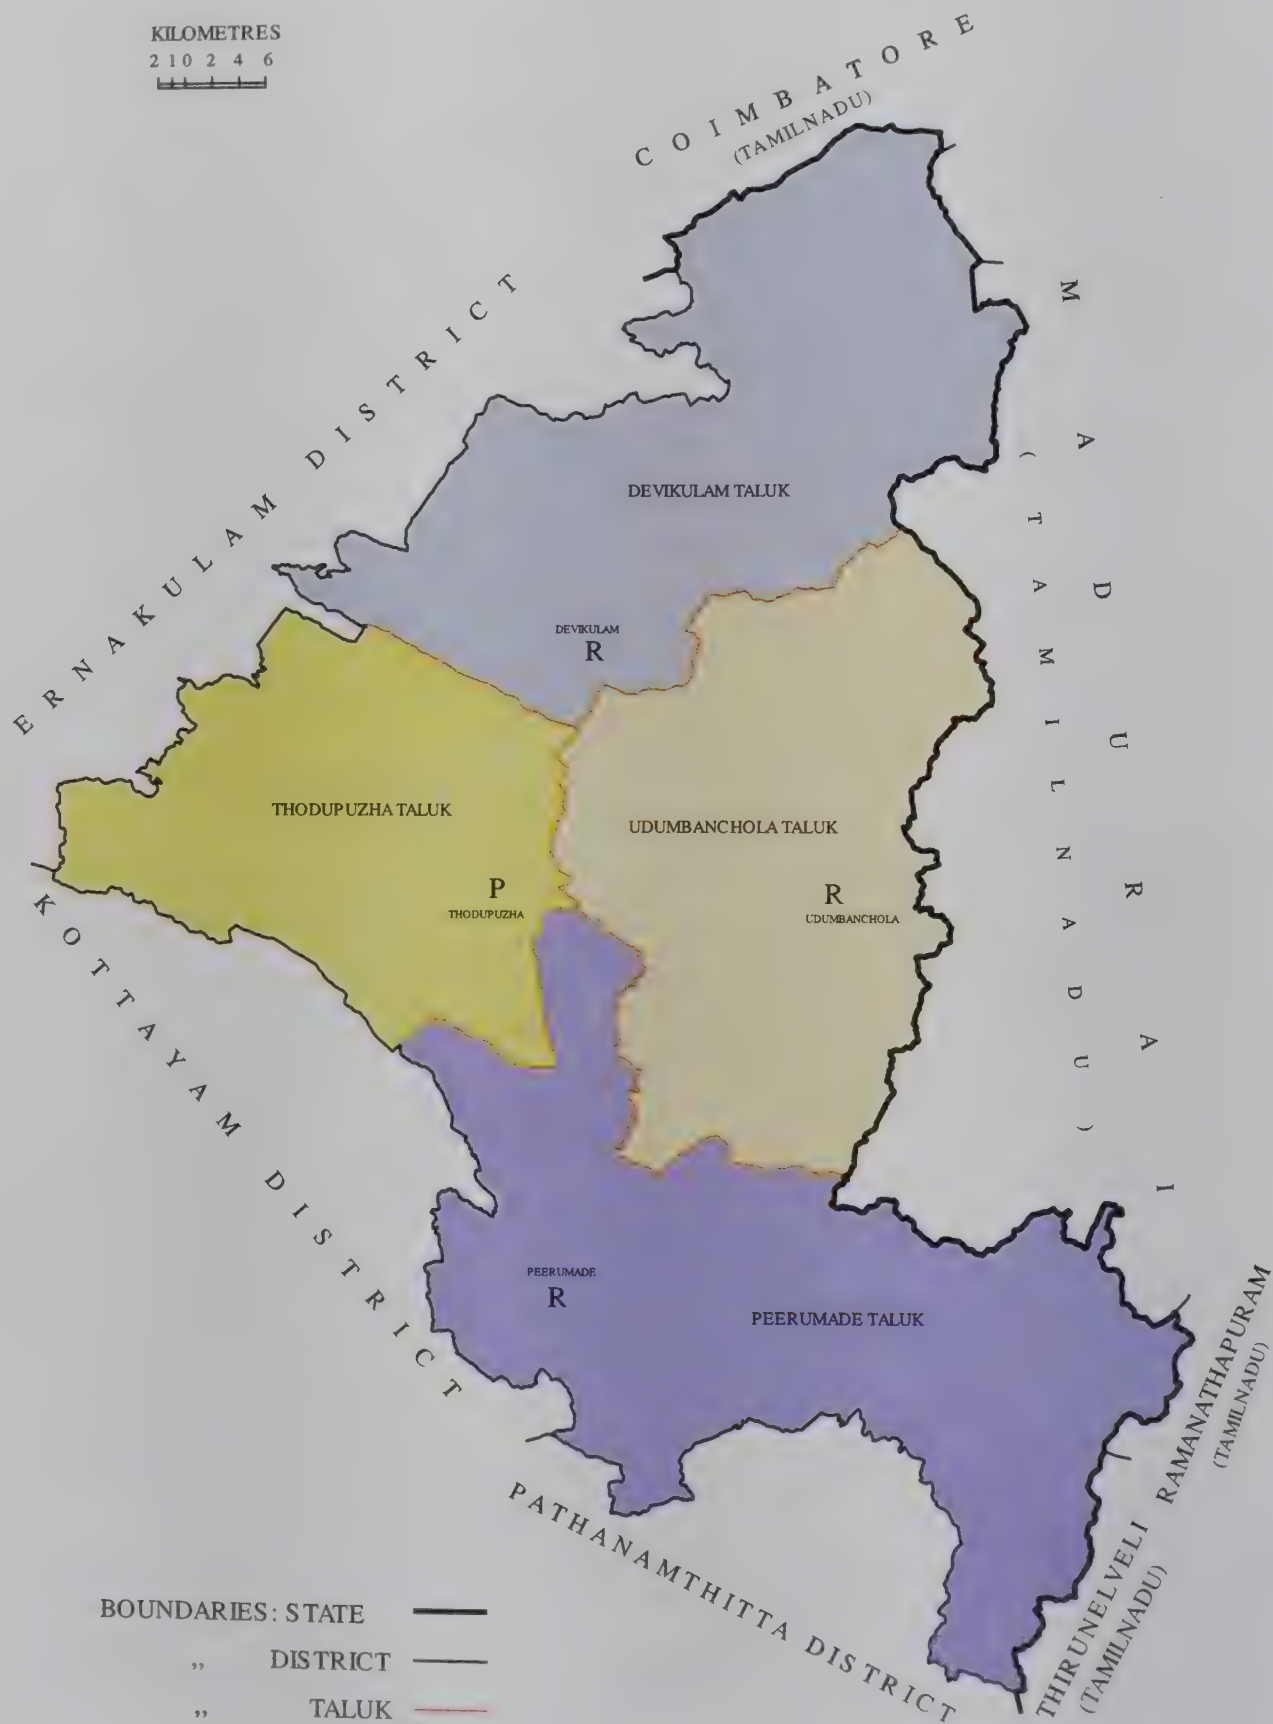 KILOMETRES
2 1 0 2 4 6
COIMBATORE
(TAMILNADU)
ERNAKULAM DISTRICT
MADURAI
(TAMILNADU)
DEVIKULAM TALUK
DEVIKULAM
R
THODUPUZHA TALUK
P
THODUPUZHA
UDUMBANCHOLA TALUK
R
UDUMBANCHOLA
KOTTAYAM DISTRICT
PEERUMADE
R
PEERUMADE TALUK
RAMANATHAPURAM
(TAMILNADU)
THIRUNELVELI
(TAMILNADU)
PATHANAMTHITTA DISTRICT
BOUNDARIES: STATE
„ DISTRICT
„ TALUK